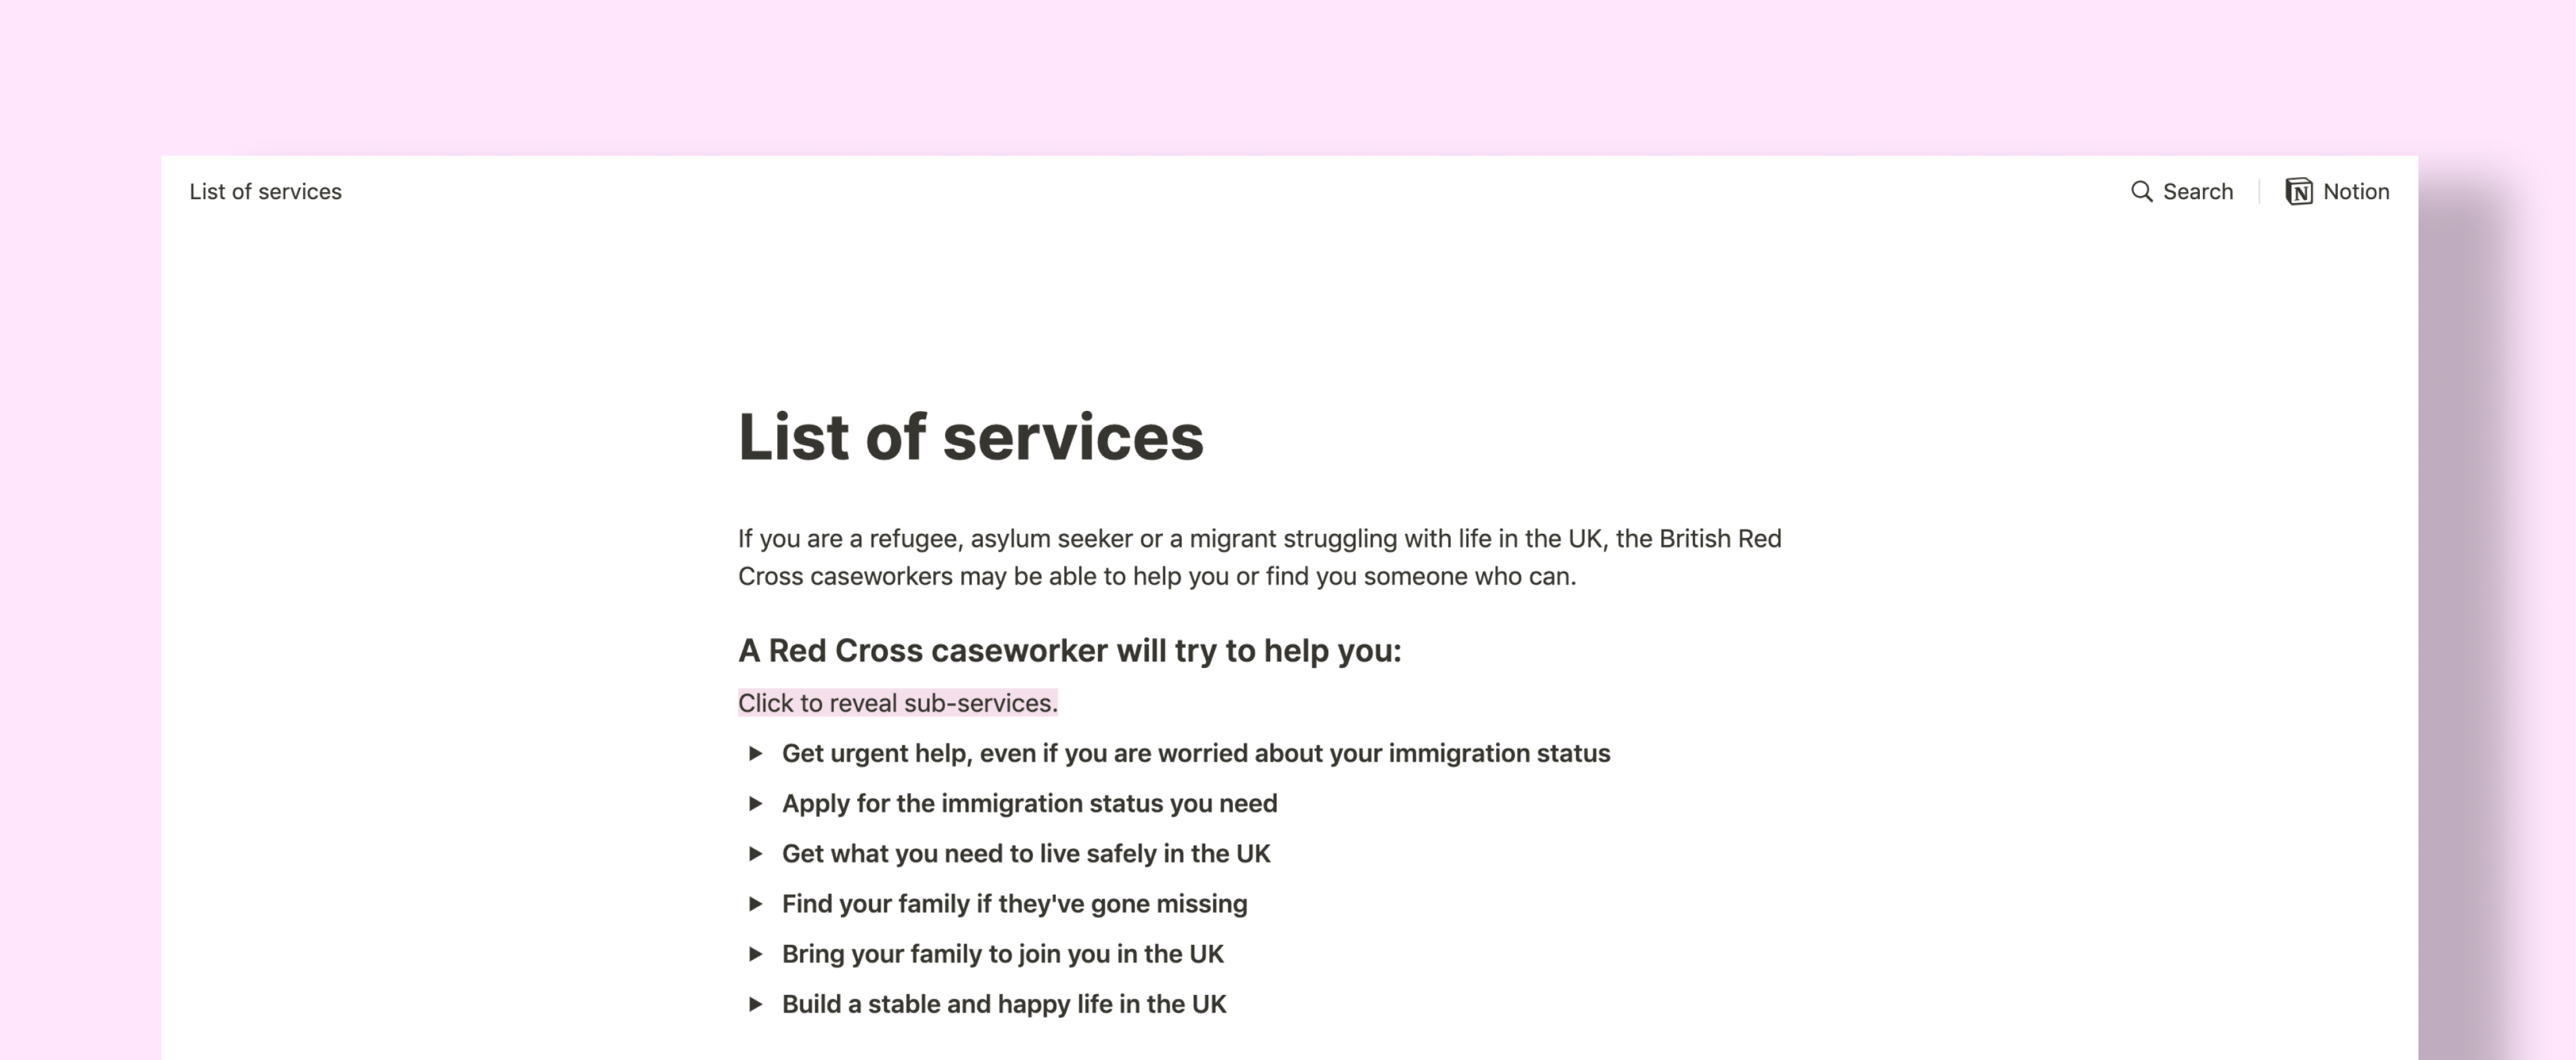 List of services
Search
Notion
List of services
If you are a refugee, asylum seeker or a migrant struggling with life in the UK, the British Red
Cross caseworkers may be able to help you or find you someone who can.
A Red Cross caseworker will try to help you:
Click to reveal sub-services.
Get urgent help, even if you are worried about your immigration status
Apply for the immigration status you need
Get what you need to live safely in the UK
Find your family if they've gone missing
Bring your family to join you in the UK
Build a stable and happy life in the UK